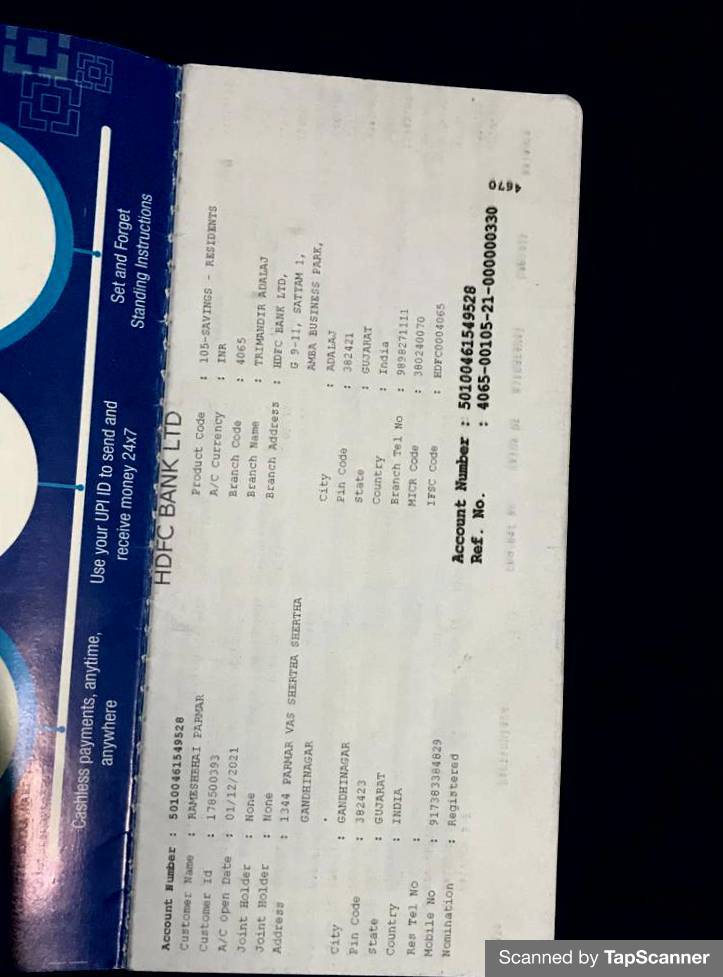 Cashless payments, anytime,
anywhere
Use your UPI ID to send and
receive money 24x7
Set and Forget
Standing Instructions
HDFC BANK LTD
Account Number : 50100461549528
Customer Name : RAMESHBHAI PARMAR
Customer Id : 178500393
A/C Open Date : 01/12/2021
Joint Holder : None
Joint Holder : None
Address : 1344 PARMAR VAS SHERTHA SHERTHA
GANDHINAGAR
.
City : GANDHINAGAR
Pin Code : 382423
State : GUJARAT
Country : INDIA
Res Tel No :
Mobile No : 917383384829
Nomination : Registered
Product Code : 105-SAVINGS - RESIDENTS
A/C Currency : INR
Branch Code : 4065
Branch Name : TRIMANDIR ADALAJ
Branch Address : HDFC BANK LTD,
G 9-11, SATTAM 1,
AMBA BUSINESS PARK,
City : ADALAJ
Pin Code : 382421
State : GUJARAT
Country : India
Branch Tel No : 9898271111
MICR Code : 380240070
IFSC Code : HDFC0004065
Account Number : 50100461549528
Ref. No. : 4065-00105-21-000000330
4670
Scanned by TapScanner